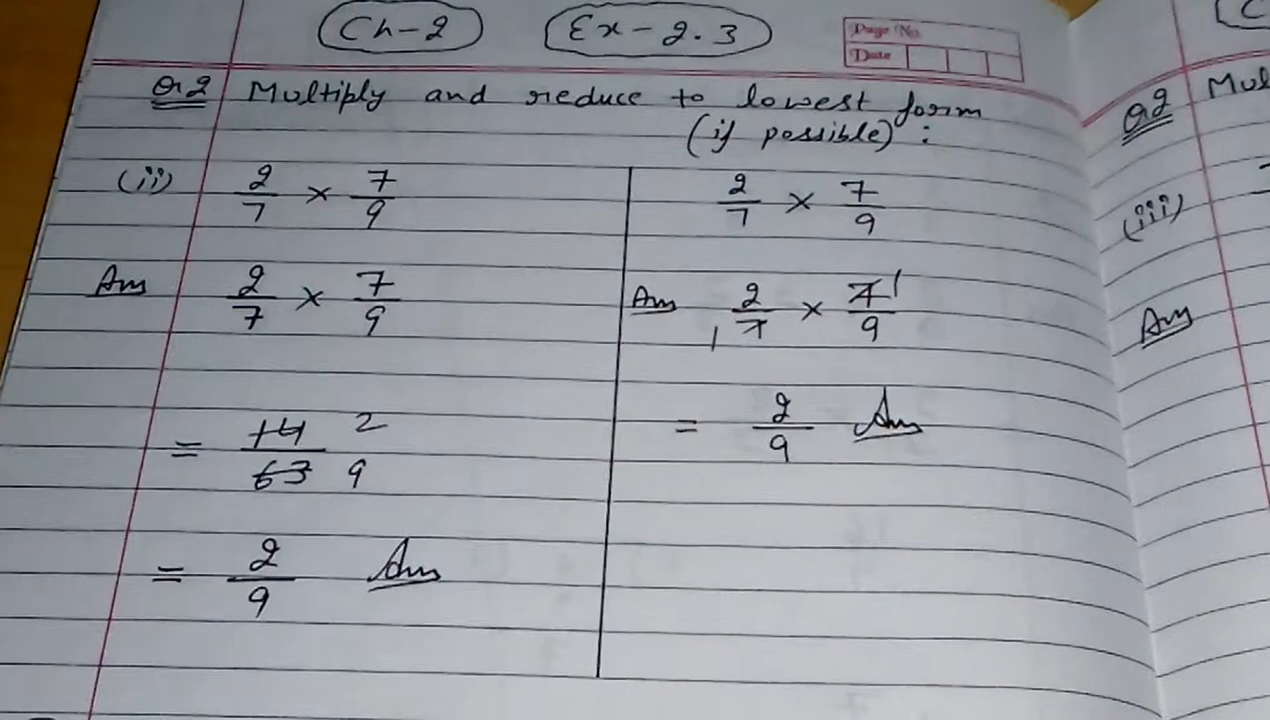 Ch-2 Ex-2.3
Page No.
Date
Q2 Multiply and reduce to lowest form
(if possible) :
(ii) 2/7 × 7/9
Ans 2/7 × 7/9
= 14/63 2/9
= 2/9 Ans
2/7 × 7/9
Ans 1 2/7 × 7/9 1
= 2/9 Ans
C
Q2 Mul
(iii)
Ans